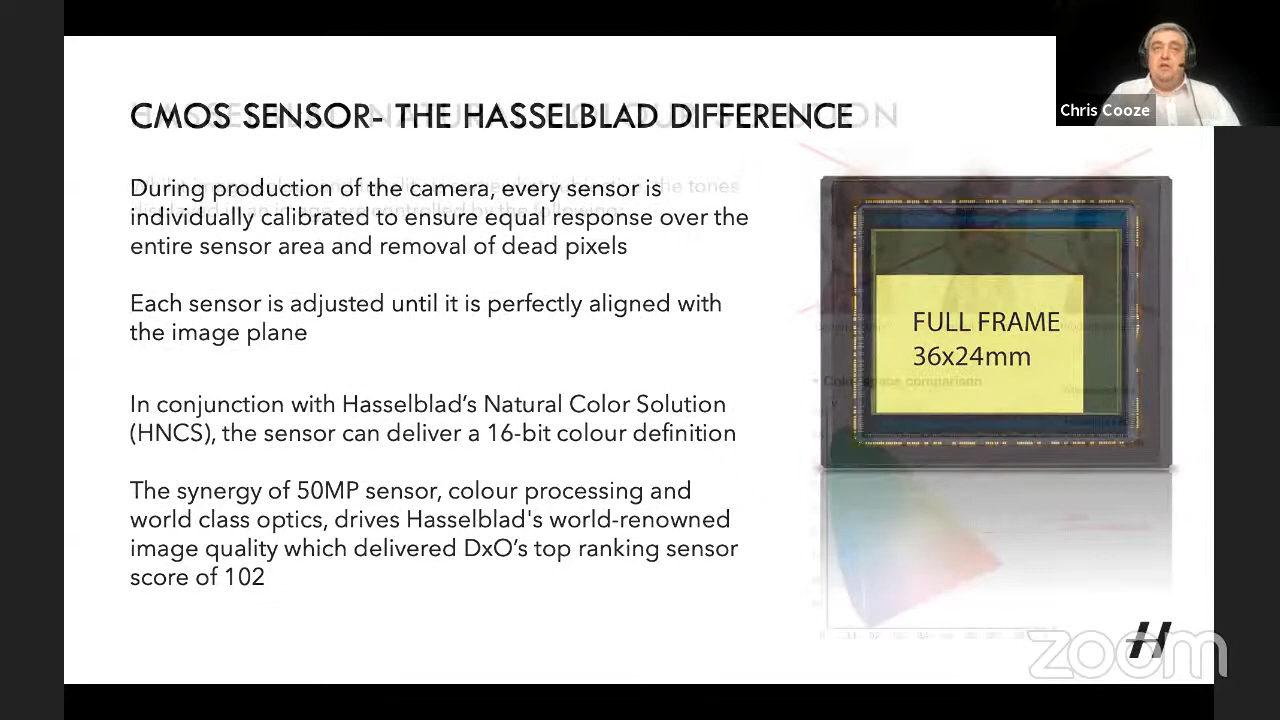 CMOS SENSOR- THE HASSELBLAD DIFFERENCE
During production of the camera, every sensor is
individually calibrated to ensure equal response over the
entire sensor area and removal of dead pixels
Each sensor is adjusted until it is perfectly aligned with
the image plane
In conjunction with Hasselblad’s Natural Color Solution
(HNCS), the sensor can deliver a 16-bit colour definition
The synergy of 50MP sensor, colour processing and
world class optics, drives Hasselblad's world-renowned
image quality which delivered DxO’s top ranking sensor
score of 102
FULL FRAME
36x24mm
comparison
Chris Cooze
H
zoom